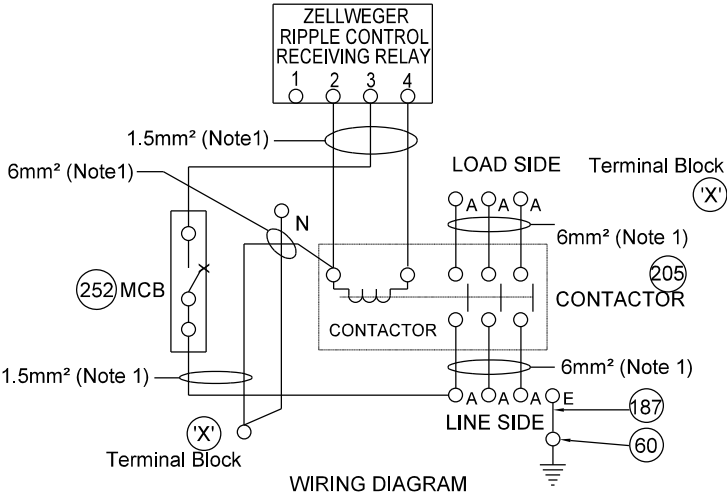 ZELLWEGER
RIPPLE CONTROL
RECEIVING RELAY
1 2 3 4
1.5mm² (Note1)
6mm² (Note1)
LOAD SIDE
Terminal Block
'X'
A A A
N
6mm² (Note 1)
205
252 MCB
CONTACTOR
CONTACTOR
1.5mm² (Note 1)
6mm² (Note 1)
A A A E
187
LINE SIDE
'X'
60
Terminal Block
WIRING DIAGRAM